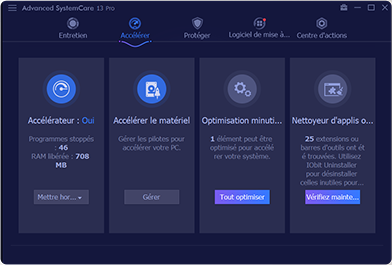 Advanced SystemCare 13 Pro
Entretien
Accélérer
Protéger
Logiciel de mise à...
Centre d'actions
Accélérateur : Oui
Programmes stoppés
: 46
RAM libérée : 708
MB
Mettre hor...
Accélérer le matériel
Gérer les pilotes pour
accélérer votre PC.
Gérer
Optimisation minuti...
1 élément peut être
optimisé pour accélé
rer votre système.
Tout optimiser
Nettoyeur d'applis o...
25 extensions ou
barres d'outils ont ét
é trouvées. Utilisez
IObit Uninstaller
pour désinstaller
celles inutiles pour...
Vérifiez mainte...